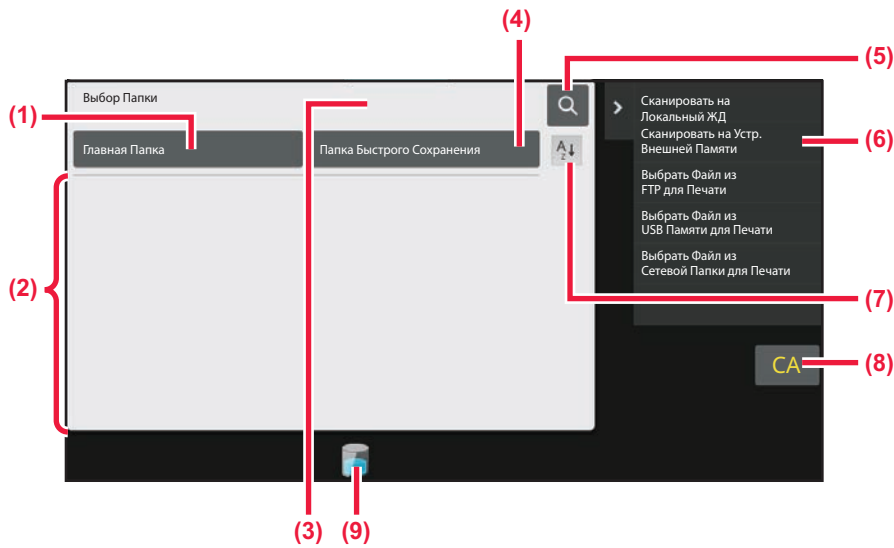 (4)
(5)
Выбор Папки
(1)
Сканировать на
Локальный ЖД
Сканировать на Устр.
Внешней Памяти
(6)
Главная Папка
Папка Быстрого Сохранения
A
Z
Выбрать Файл из
FTP для Печати
Выбрать Файл из
USB Памяти для Печати
Выбрать Файл из
Сетевой Папки для Печати
(2)
(7)
CA
(8)
(3)
(9)